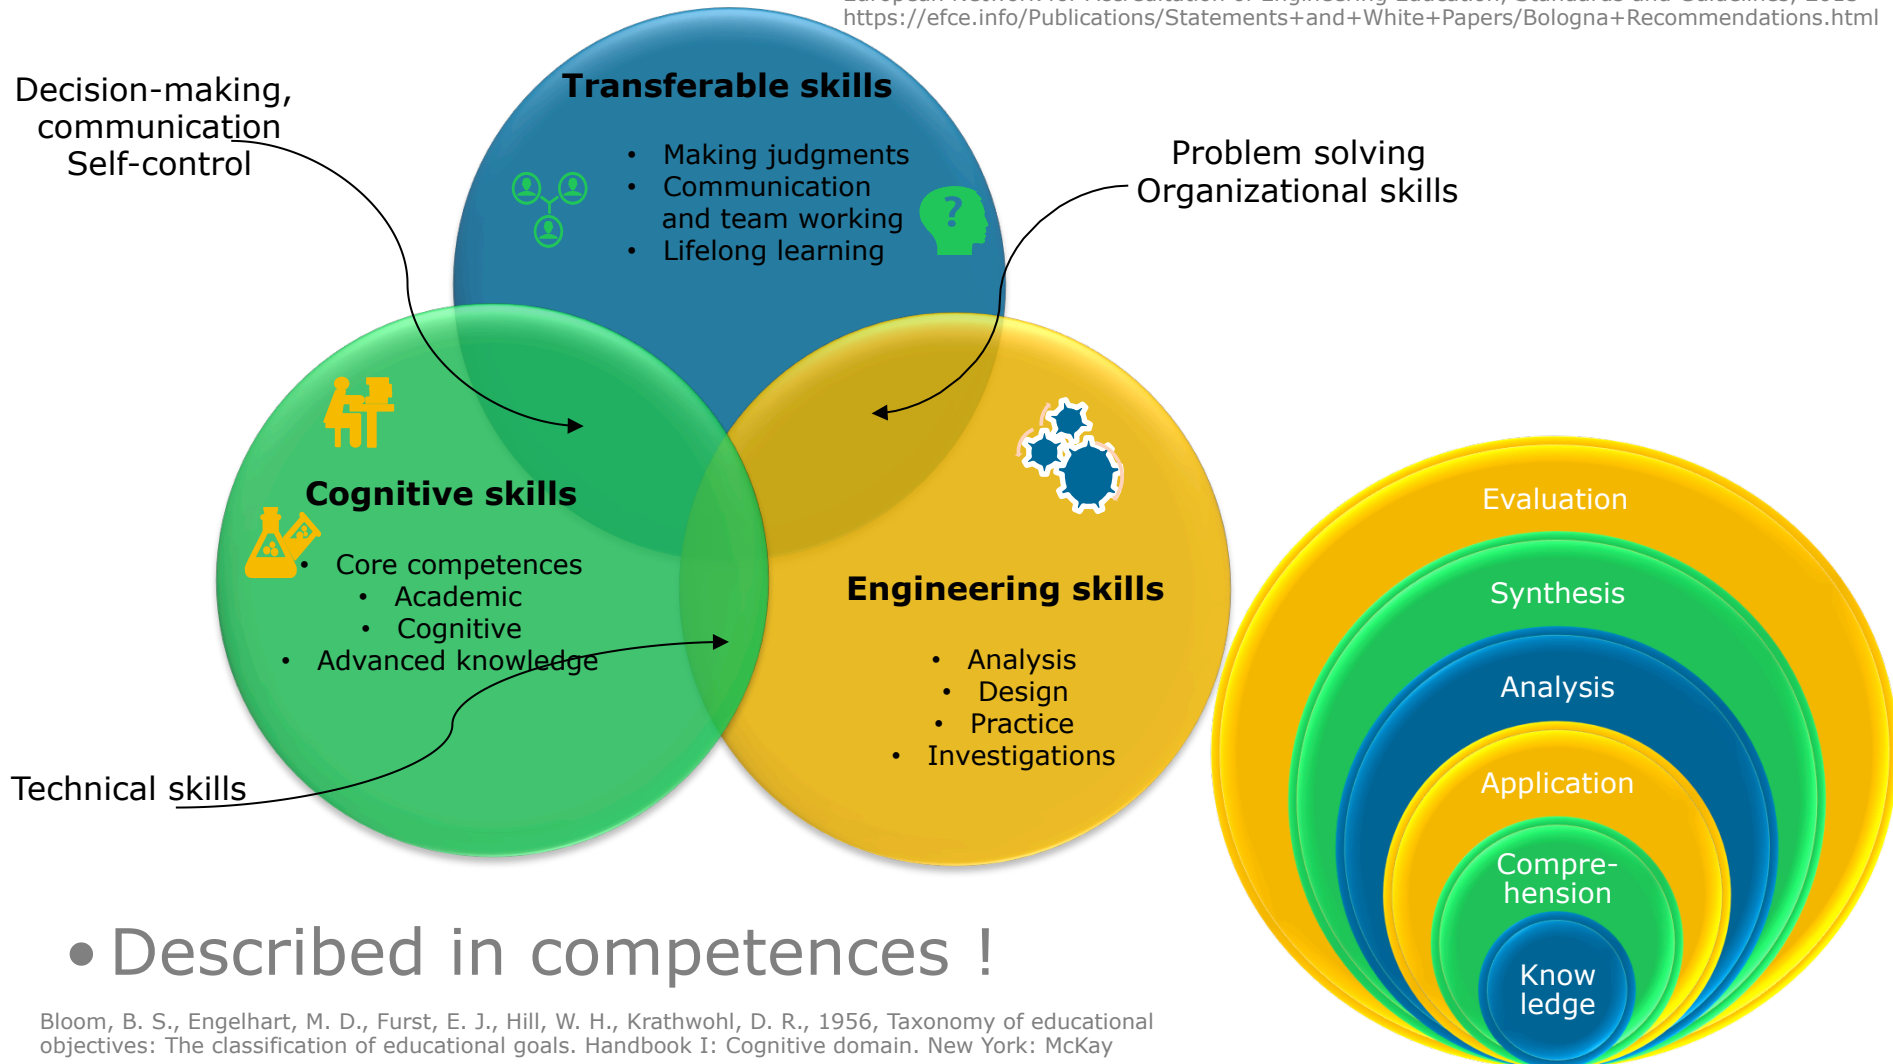 https://efce.info/Publications/Statements+and+White+Papers/Bologna+Recommendations.html
Decision-making,
communication
Self-control
Transferable skills
• Making judgments
• Communication
and team working
• Lifelong learning
?
Problem solving
Organizational skills
Cognitive skills
• Core competences
• Academic
• Cognitive
• Advanced knowledge
Engineering skills
• Analysis
• Design
• Practice
• Investigations
Technical skills
Evaluation
Synthesis
Analysis
Application
Compre-
hension
Know
ledge
• Described in competences !
Bloom, B. S., Engelhart, M. D., Furst, E. J., Hill, W. H., Krathwohl, D. R., 1956, Taxonomy of educational
objectives: The classification of educational goals. Handbook I: Cognitive domain. New York: McKay